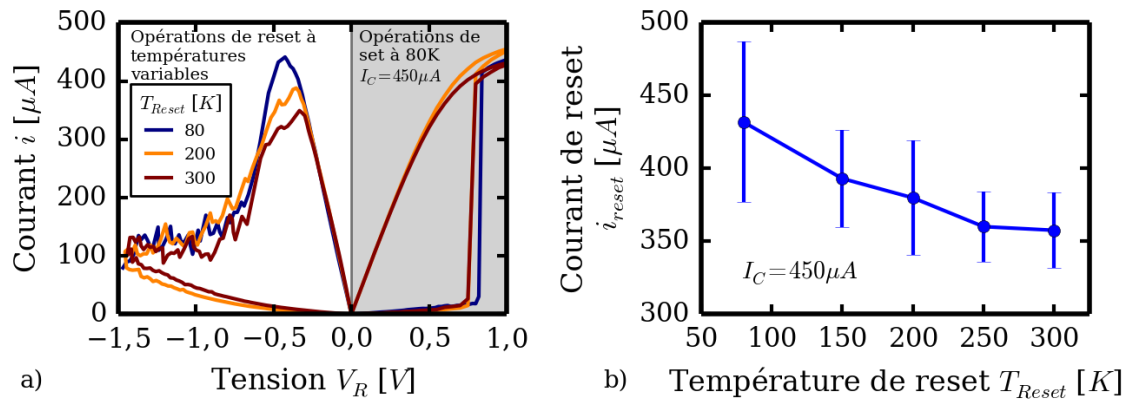 500
400
300
200
100
0
Courant i [μA]
Opérations de reset à
températures
variables
T_Reset [K]
80
200
300
Opérations de
set à 80K
I_C=450μA
−1,5
−1,0
−0,5
0,0
0,5
1,0
Tension V_R [V]
a)
500
450
400
350
300
Courant de reset
i_reset [μA]
I_C=450μA
50
100
150
200
250
300
Température de reset T_Reset [K]
b)